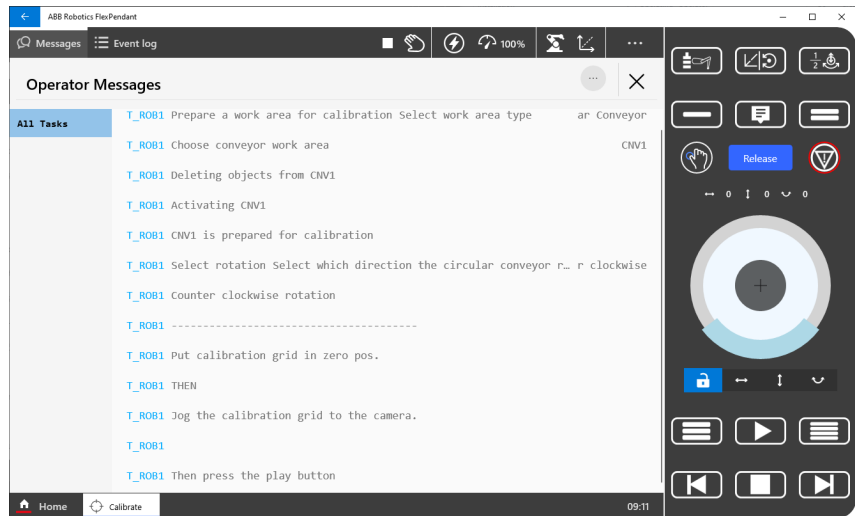 ABB Robotics FlexPendant
Messages Event log 100% ...
1/2
Operator Messages ...
All Tasks
T_ROB1 Prepare a work area for calibration Select work area type ar Conveyor
T_ROB1 Choose conveyor work area CNV1
T_ROB1 Deleting objects from CNV1
T_ROB1 Activating CNV1
T_ROB1 CNV1 is prepared for calibration
T_ROB1 Select rotation Select which direction the circular conveyor r… r clockwise
T_ROB1 Counter clockwise rotation
T_ROB1 ---------------------------------------
T_ROB1 Put calibration grid in zero pos.
T_ROB1 THEN
T_ROB1 Jog the calibration grid to the camera.
T_ROB1
T_ROB1 Then press the play button
Release
0 0 0
Home Calibrate 09:11